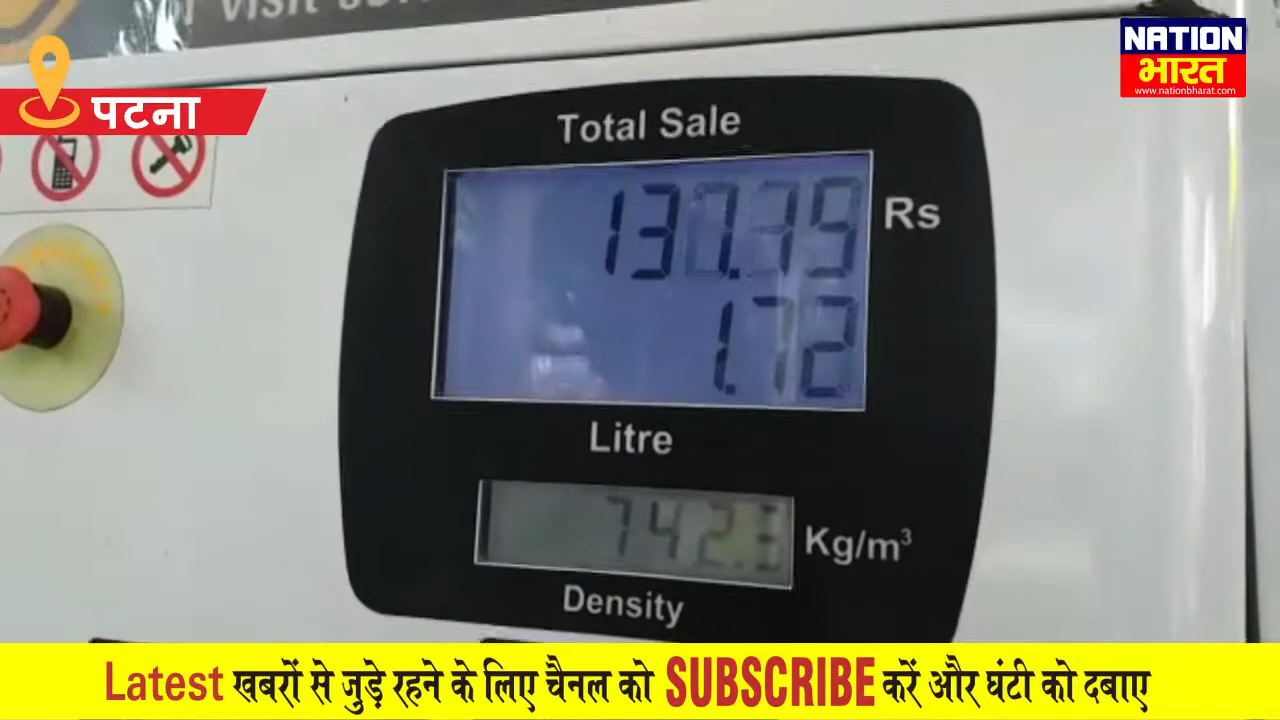 VISIT
NATION
भारत
www.nationbharat.com
पटना
Total Sale
Rs
1.72
Litre
Kg/m³
Density
Latest खबरों से जुड़े रहने के लिए चैनल को SUBSCRIBE करें और घंटी को दबाए